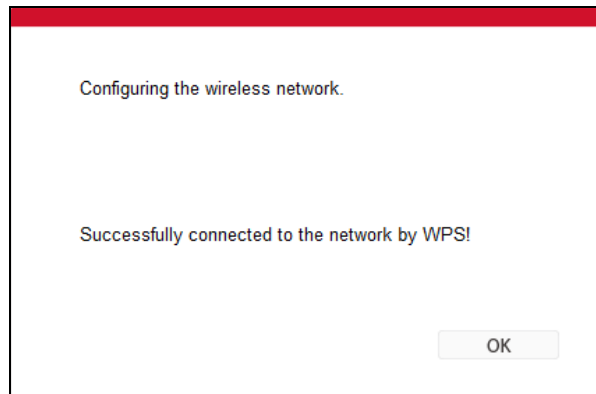 Configuring the wireless network.
Successfully connected to the network by WPS!
OK